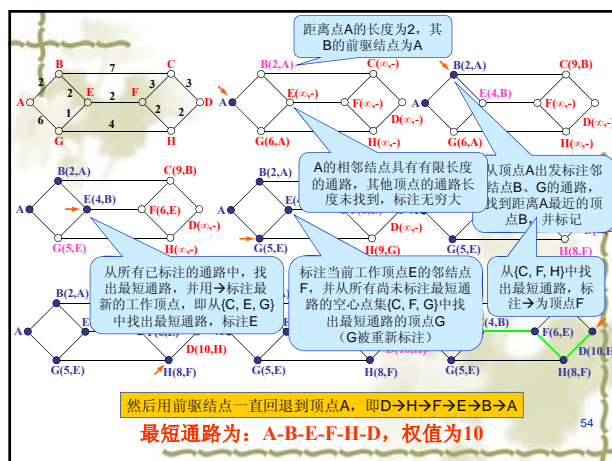 距离点A的长度为2，其
B的前驱结点为A
B
7
C
2
2
3
3
A
E
2
F
D
6
1
2
2
G
4
H
B(2,A)
C(∞,-)
A
E(∞,-)
F(∞,-)
D(∞,-)
G(6,A)
H(∞,-)
B(2,A)
C(9,B)
A
E(4,B)
F(∞,-)
D(∞,-)
G(6,A)
H(∞,-)
A的相邻结点具有有限长度
的通路，其他顶点的通路长
度未找到，标注无穷大
从顶点A出发标注邻
结点B、G的通路，
找到距离A最近的顶
点B，并标记
B(2,A)
C(9,B)
A
E(4,B)
F(6,E)
D(∞,-)
G(5,E)
H(∞,-)
B(2,A)
C(9,B)
A
G(5,E)
H(9,G)
A
G(5,E)
H(8,F)
从所有已标注的通路中，找
出最短通路，并用→标注最
新的工作顶点，即从{C, E, G}
中找出最短通路，标注E
标注当前工作顶点E的邻结点
F，并从所有尚未标注最短通
路的空心点集{C, F, G}中找
出最短通路的顶点G
（G被重新标注）
从{C, F, H}中找
出最短通路，标
注→为顶点F
B(2,A)
A
D(10,H)
G(5,E)
H(8,F)
A
G(5,E)
H(8,F)
E(4,B)
F(6,E)
D(10,H)
G(5,E)
H(8,F)
然后用前驱结点一直回退到顶点A，即D→H→F→E→B→A
54
最短通路为：A-B-E-F-H-D，权值为10